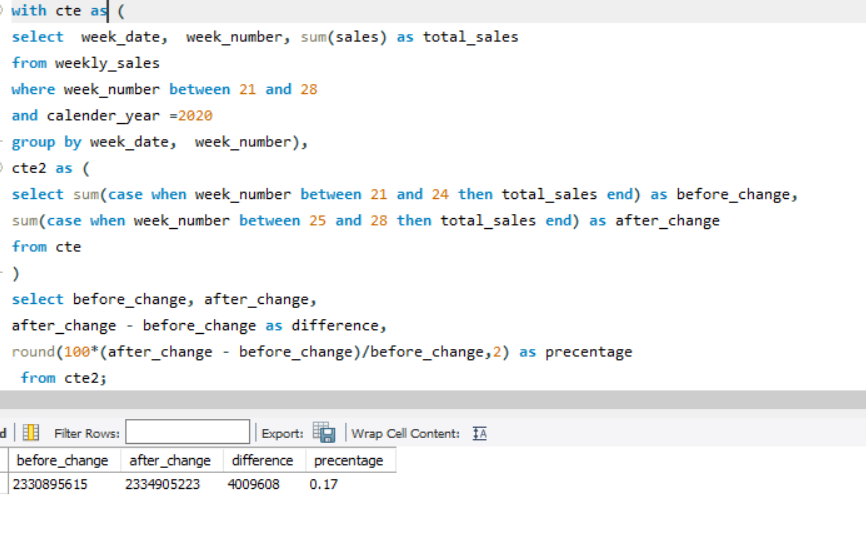 with cte as (
select  week_date,  week_number, sum(sales) as total_sales
from weekly_sales
where week_number between 21 and 28
and calender_year =2020
group by week_date,  week_number),
cte2 as (
select sum(case when week_number between 21 and 24 then total_sales end) as before_change,
sum(case when week_number between 25 and 28 then total_sales end) as after_change
from cte
)
select before_change, after_change,
after_change - before_change as difference,
round(100*(after_change - before_change)/before_change,2) as precentage
from cte2;
d Filter Rows: Export: Wrap Cell Content: IA
before_change after_change difference precentage
2330895615 2334905223 4009608 0.17